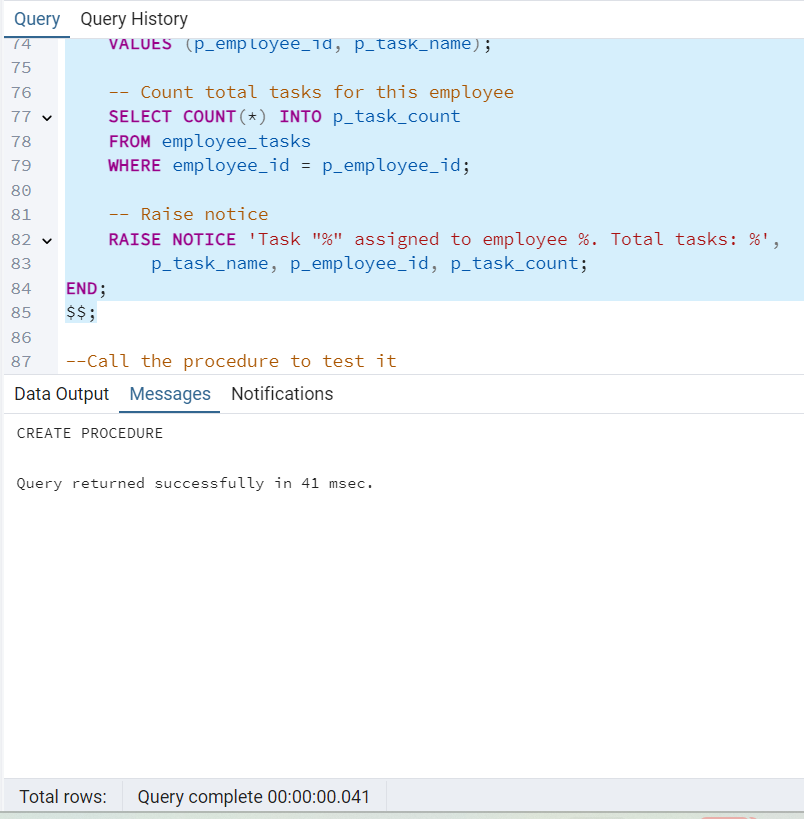 Query Query History
74 VALUES (p_employee_id, p_task_name);
75
76 -- Count total tasks for this employee
77 SELECT COUNT(*) INTO p_task_count
78 FROM employee_tasks
79 WHERE employee_id = p_employee_id;
80
81 -- Raise notice
82 RAISE NOTICE 'Task "%" assigned to employee %. Total tasks: %',
83 p_task_name, p_employee_id, p_task_count;
84 END;
85 $$;
86
87 --Call the procedure to test it
Data Output Messages Notifications
CREATE PROCEDURE
Query returned successfully in 41 msec.
Total rows: Query complete 00:00:00.041